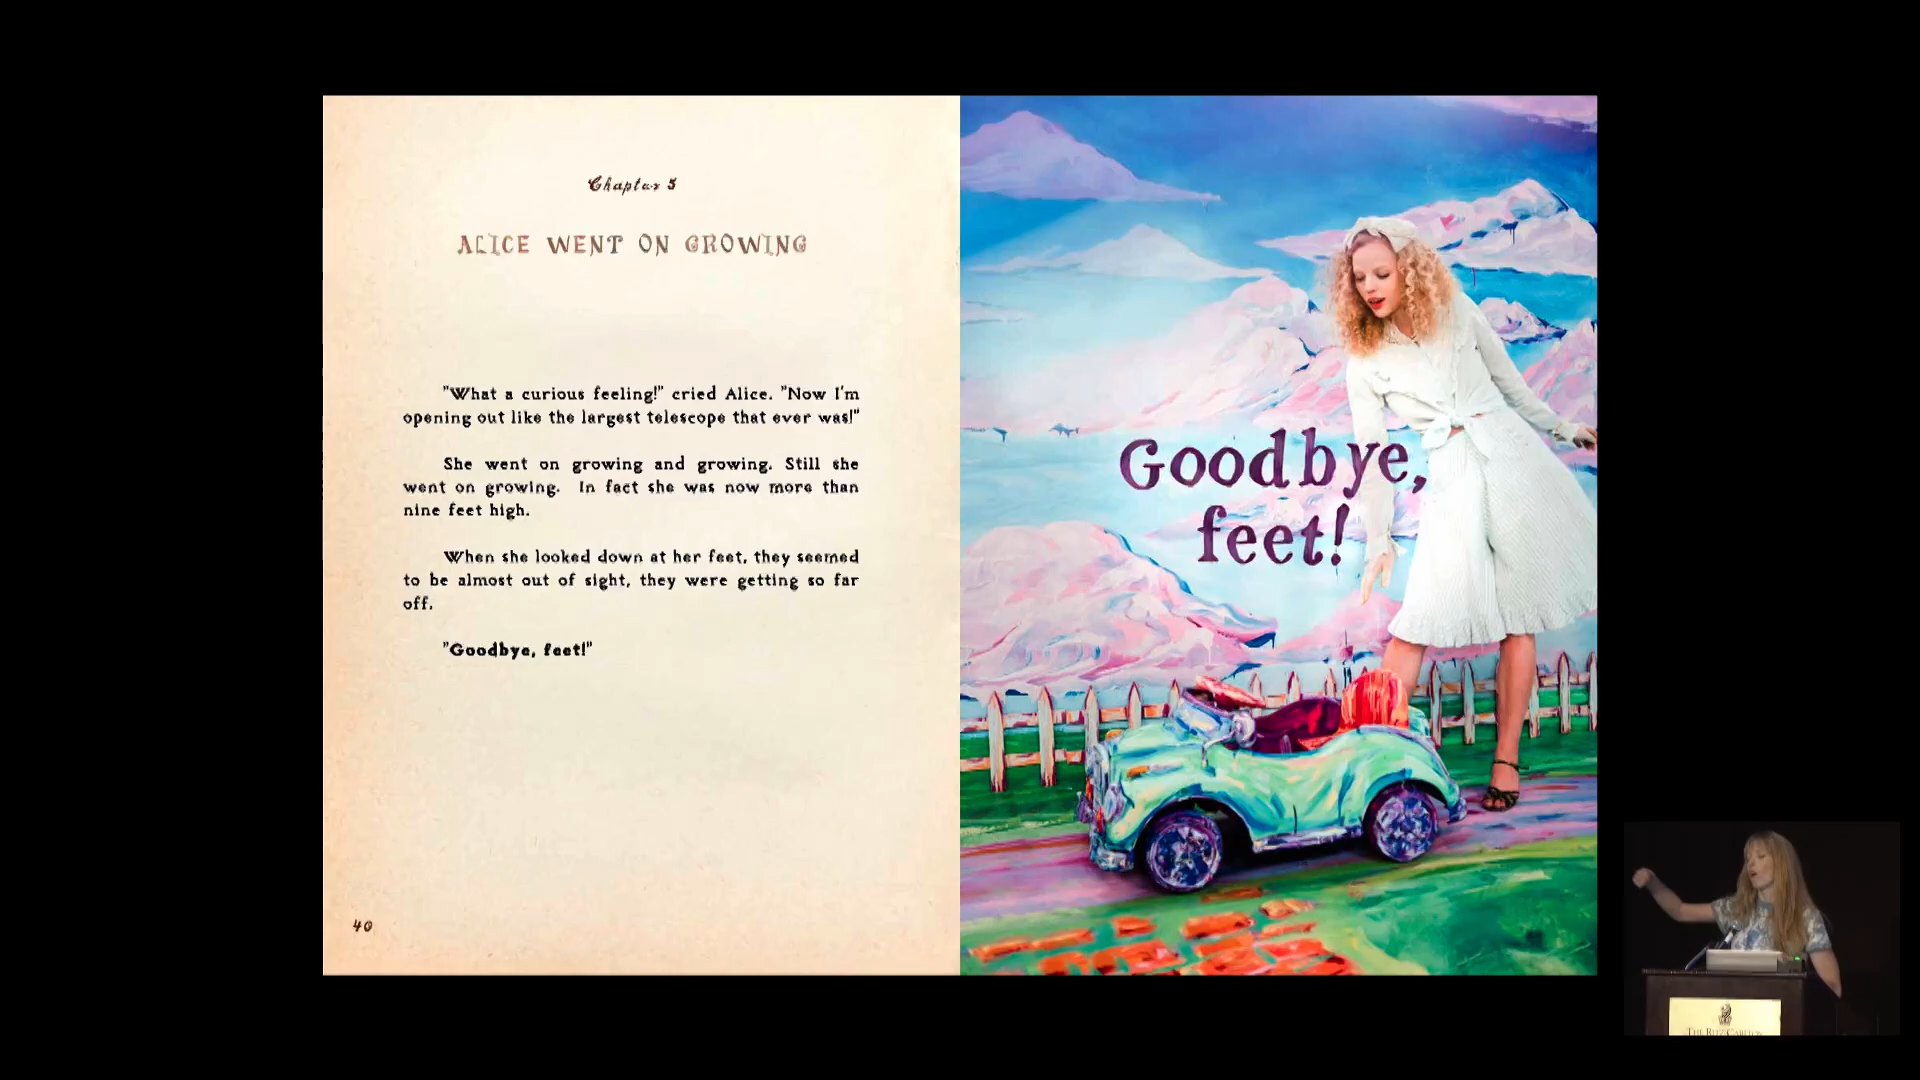 Chapter 5
ALICE WENT ON GROWING
"What a curious feeling!" cried Alice. "Now I'm
opening out like the largest telescope that ever was!"
She went on growing and growing. Still she
went on growing. In fact she was now more than
nine feet high.
When she looked down at her feet, they seemed
to be almost out of sight, they were getting so far
off.
"Goodbye, feet!"
40
Goodbye,
feet!
THE RITZ-CARLTON